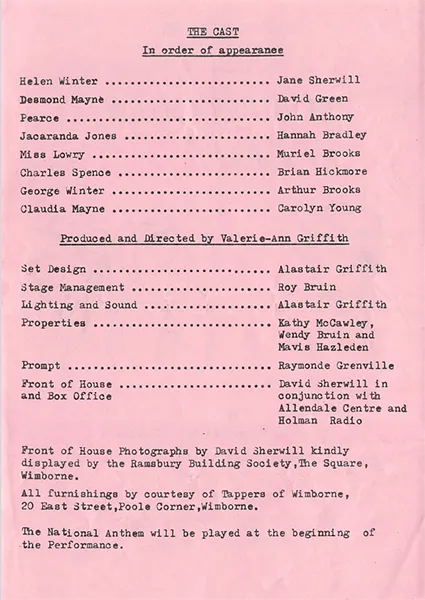 THE CAST
In order of appearance
Helen Winter ........................... Jane Sherwill
Desmond Mayne .......................... David Green
Pearce ................................. John Anthony
Jacaranda Jones ........................ Hannah Bradley
Miss Lowry ............................. Muriel Brooks
Charles Spence ......................... Brian Hickmore
George Winter .......................... Arthur Brooks
Claudia Mayne .......................... Carolyn Young
Produced and Directed by Valerie-Ann Griffith
Set Design ............................. Alastair Griffith
Stage Management ....................... Roy Bruin
Lighting and Sound ..................... Alastair Griffith
Properties ............................. Kathy McCawley,
Wendy Bruin and
Mavis Hazleden
Prompt ................................. Raymonde Grenville
Front of House ......................... David Sherwill in
and Box Office conjunction with
Allendale Centre and
Holman Radio
Front of House Photographs by David Sherwill kindly
displayed by the Ramsbury Building Society,The Square,
Wimborne.
All furnishings by courtesy of Tappers of Wimborne,
20 East Street,Poole Corner,Wimborne.
The National Anthem will be played at the beginning of
the Performance.